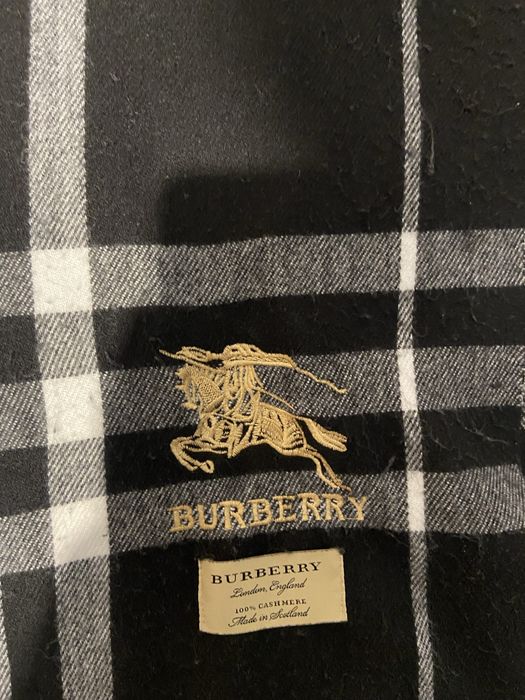 BURBERRY
BURBERRY
London, England
100% CASHMERE
Made in Scotland